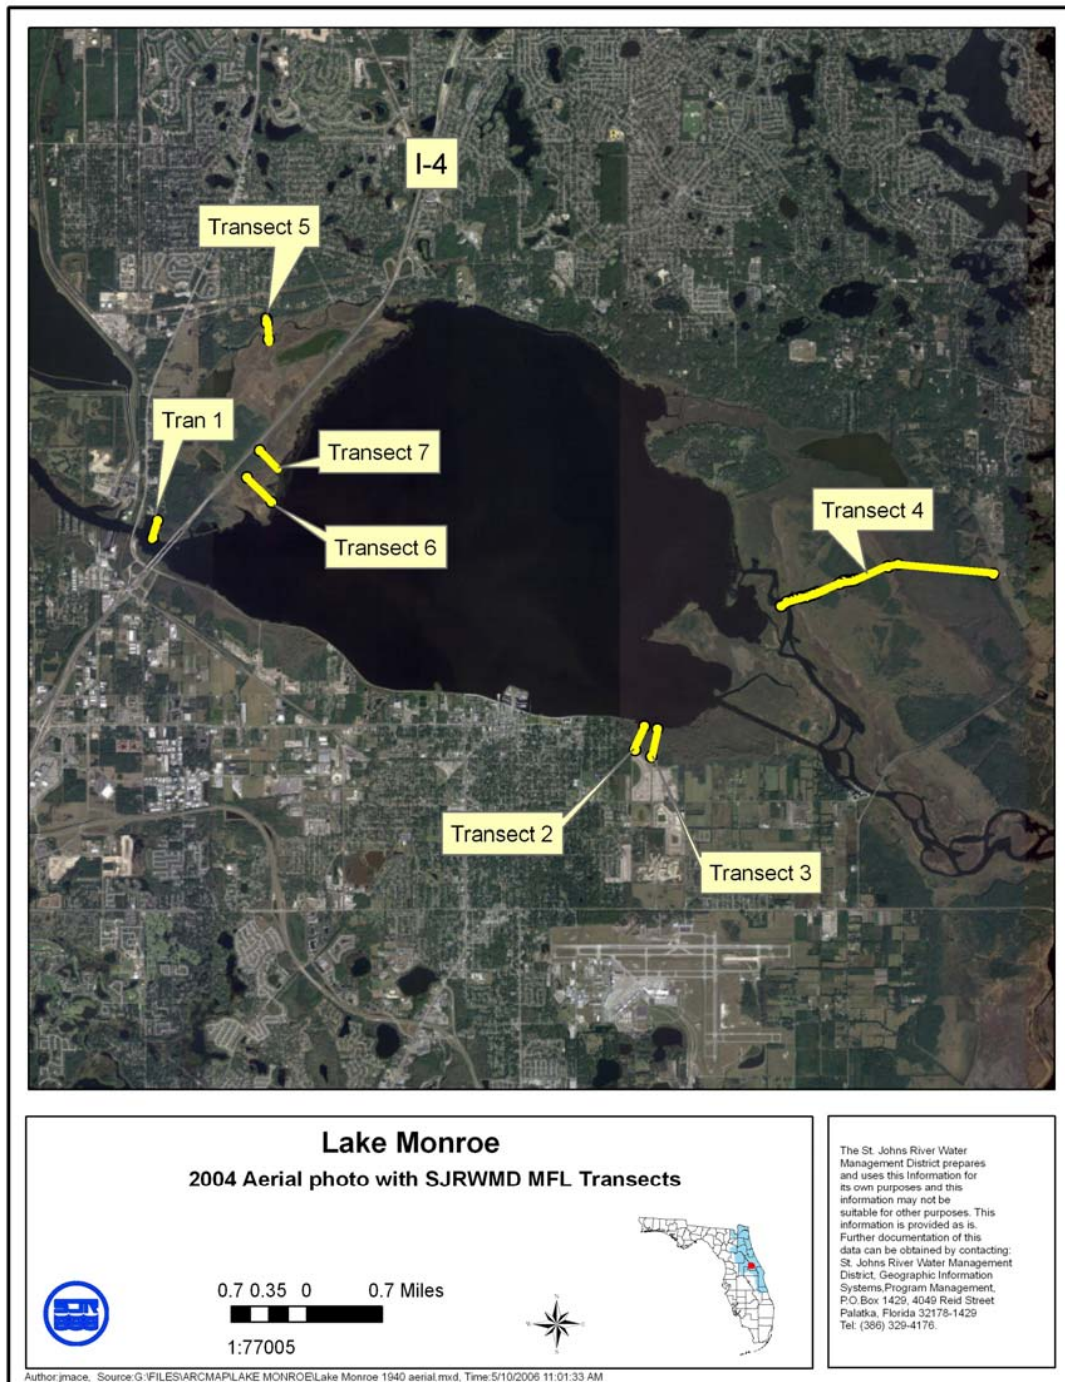 I-4
Transect 5
Tran 1
Transect 7
Transect 6
Transect 4
Transect 2
Transect 3
Lake Monroe
2004 Aerial photo with SJRWMD MFL Transects
0.7 0.35 0 0.7 Miles
1:77005
SJR
The St. Johns River Water
Management District prepares
and uses this Information for
its own purposes and this
information may not be
suitable for other purposes. This
information is provided as is.
Further documentation of this
data can be obtained by contacting:
St. Johns River Water Management
District, Geographic Information
Systems,Program Management,
P.O.Box 1429, 4049 Reid Street
Palatka, Florida 32178-1429
Tel: (386) 329-4176.
Author:jmace, Source:G:\FILES\ARCMAP\LAKE MONROE\Lake Monroe 1940 aerial.mxd, Time:5/10/2006 11:01:33 AM